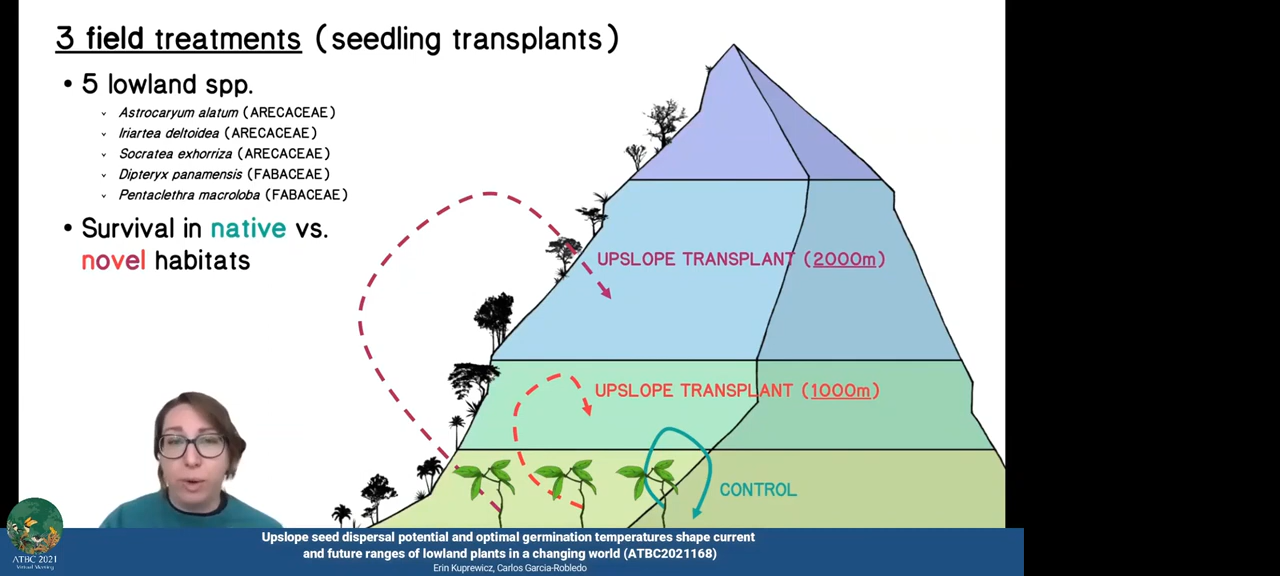 3 field treatments (seedling transplants)
• 5 lowland spp.
Astrocaryum alatum (ARECACEAE)
Iriartea deltoidea (ARECACEAE)
Socratea exhorriza (ARECACEAE)
Dipteryx panamensis (FABACEAE)
Pentaclethra macroloba (FABACEAE)
• Survival in native vs.
novel habitats
UPSLOPE TRANSPLANT (2000m)
UPSLOPE TRANSPLANT (1000m)
CONTROL
ATBC 2021
Virtual Meeting
Upslope seed dispersal potential and optimal germination temperatures shape current
and future ranges of lowland plants in a changing world (ATBC2021168)
Erin Kuprewicz, Carlos Garcia-Robledo